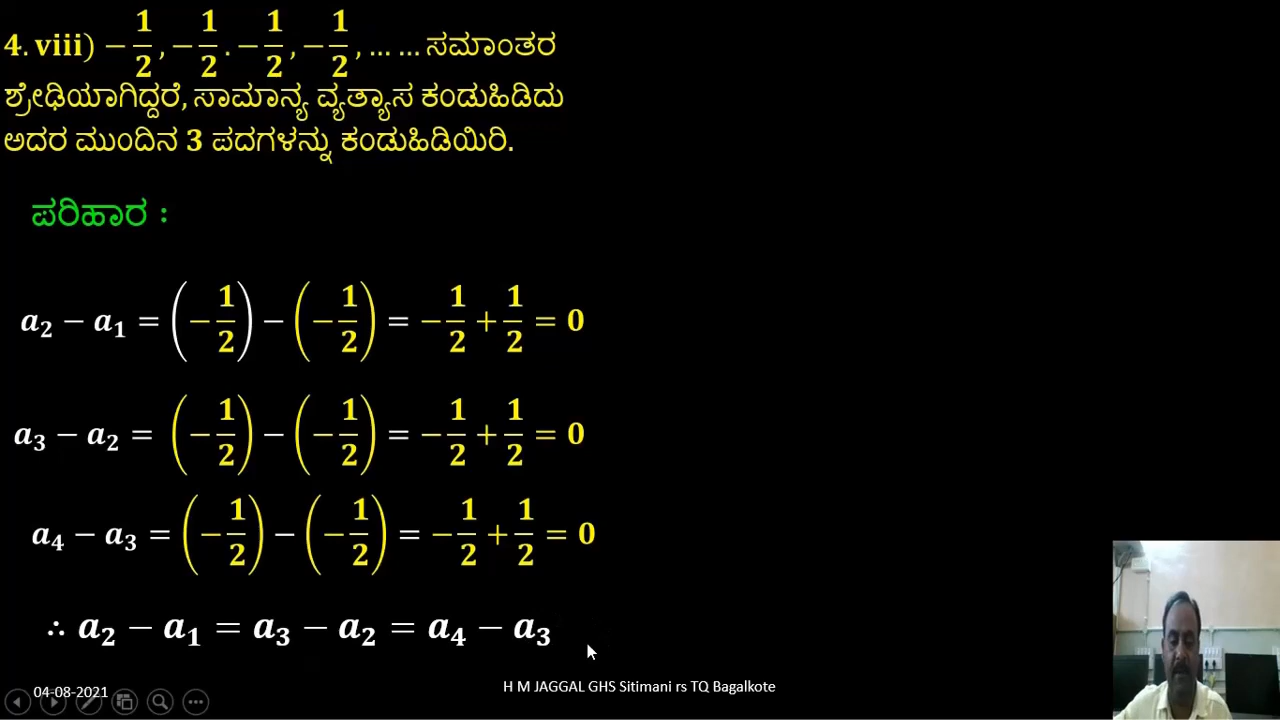 4. viii) −1/2, −1/2. −1/2, −1/2, ... ... ಸಮಾಂತರ
ಶ್ರೇಢಿಯಾಗಿದ್ದರೆ, ಸಾಮಾನ್ಯ ವ್ಯತ್ಯಾಸ ಕಂಡುಹಿಡಿದು
ಅದರ ಮುಂದಿನ 3 ಪದಗಳನ್ನು ಕಂಡುಹಿಡಿಯಿರಿ.
ಪರಿಹಾರ :
a₂ − a₁ = (−1/2) − (−1/2) = −1/2 + 1/2 = 0
a₃ − a₂ = (−1/2) − (−1/2) = −1/2 + 1/2 = 0
a₄ − a₃ = (−1/2) − (−1/2) = −1/2 + 1/2 = 0
∴ a₂ − a₁ = a₃ − a₂ = a₄ − a₃
04-08-2021
H M JAGGAL GHS Sitimani rs TQ Bagalkote